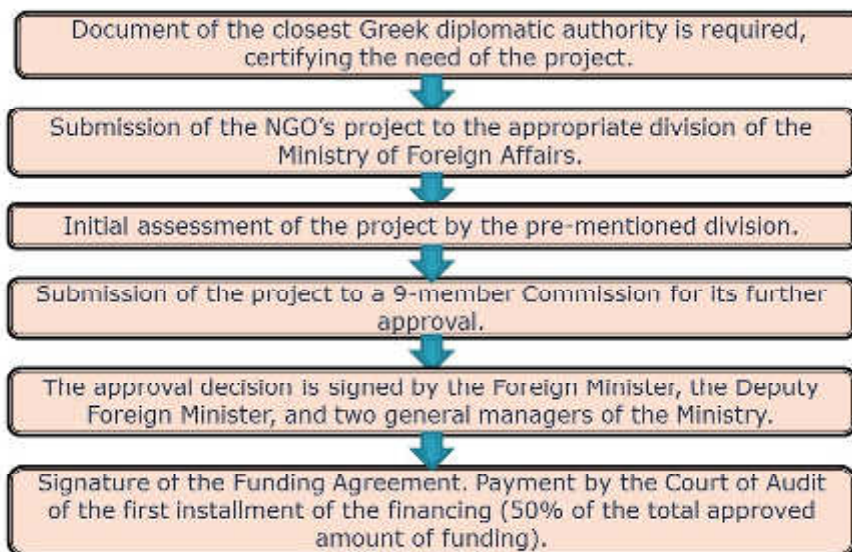 Document of the closest Greek diplomatic authority is required,
certifying the need of the project.
Submission of the NGO's project to the appropriate division of the
Ministry of Foreign Affairs.
Initial assessment of the project by the pre-mentioned division.
Submission of the project to a 9-member Commission for its further
approval.
The approval decision is signed by the Foreign Minister, the Deputy
Foreign Minister, and two general managers of the Ministry.
Signature of the Funding Agreement. Payment by the Court of Audit
of the first installment of the financing (50% of the total approved
amount of funding).